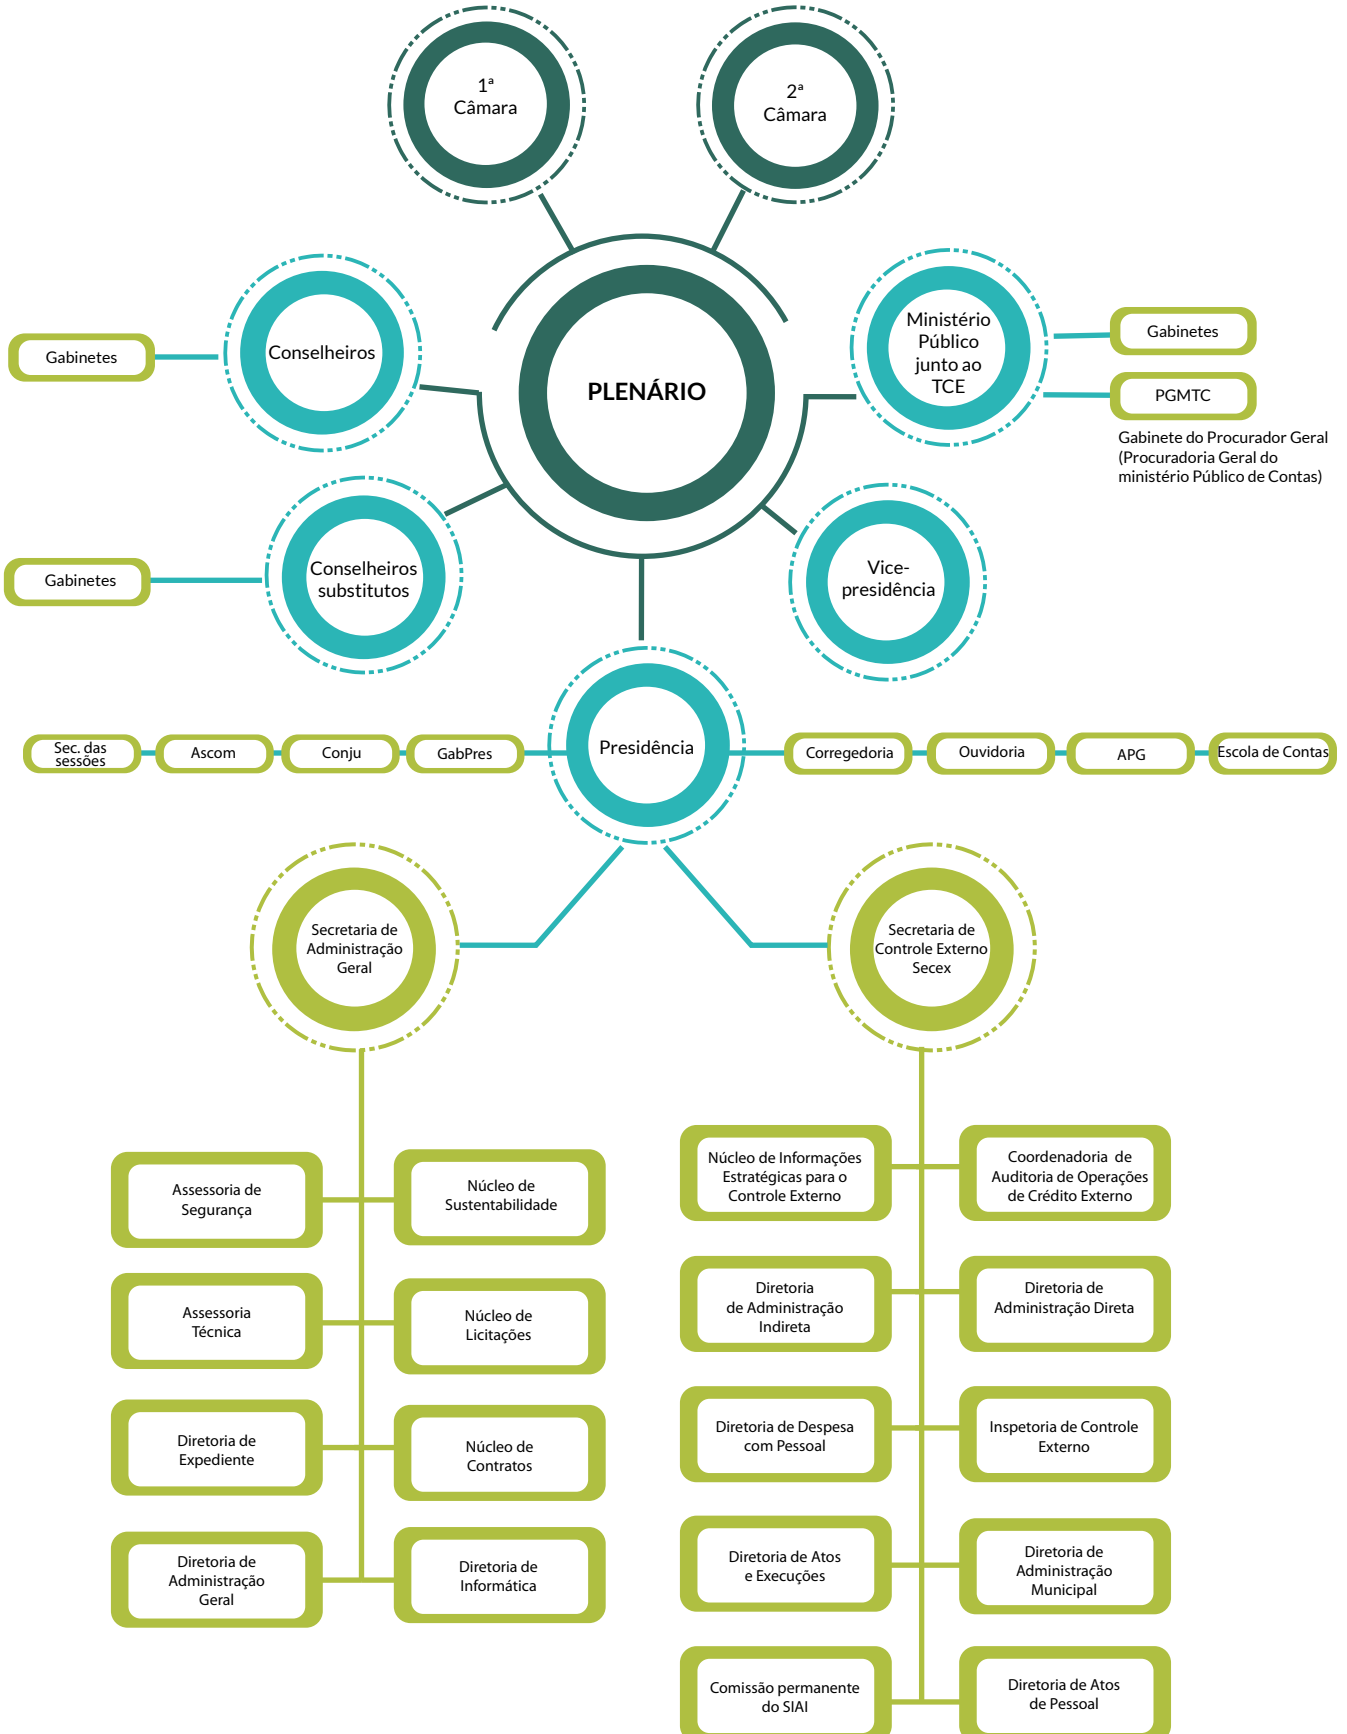 1ª
Câmara
2ª
Câmara
Conselheiros
Gabinetes
PLENÁRIO
Ministério
Público
junto ao
TCE
Gabinetes
PGMTC
Gabinete do Procurador Geral
(Procuradoria Geral do
ministério Público de Contas)
Conselheiros
substitutos
Gabinetes
Vice-
presidência
Sec. das
sessões
Ascom
Conju
GabPres
Presidência
Corregedoria
Ouvidoria
APG
Escola de Contas
Secretaria de
Administração
Geral
Secretaria de
Controle Externo
Secex
Assessoria de
Segurança
Núcleo de
Sustentabilidade
Assessoria
Técnica
Núcleo de
Licitações
Diretoria de
Expediente
Núcleo de
Contratos
Diretoria de
Administração
Geral
Diretoria de
Informática
Núcleo de Informações
Estratégicas para o
Controle Externo
Coordenadoria de
Auditoria de Operações
de Crédito Externo
Diretoria
de Administração
Indireta
Diretoria de
Administração Direta
Diretoria de Despesa
com Pessoal
Inspetoria de Controle
Externo
Diretoria de Atos
e Execuções
Diretoria de
Administração
Municipal
Comissão permanente
do SIAI
Diretoria de Atos
de Pessoal